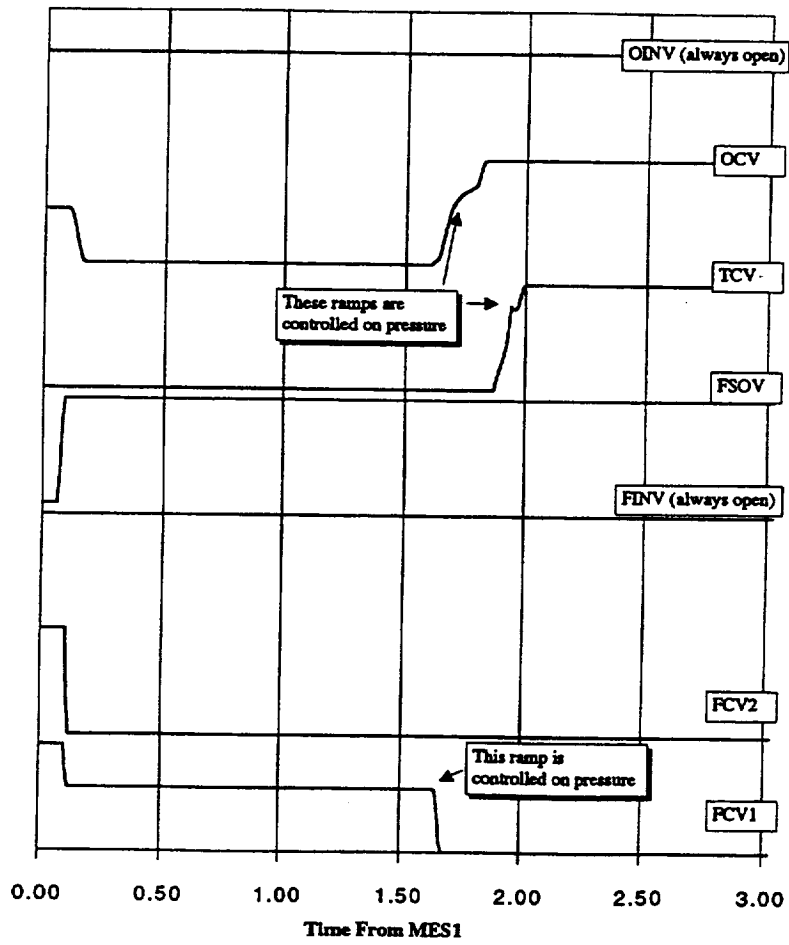 OINV (always open)
OCV
TCV
These ramps are
controlled on pressure
FSOV
FINV (always open)
FCV2
This ramp is
controlled on pressure
FCV1
0.00 0.50 1.00 1.50 2.00 2.50 3.00
Time From MES1